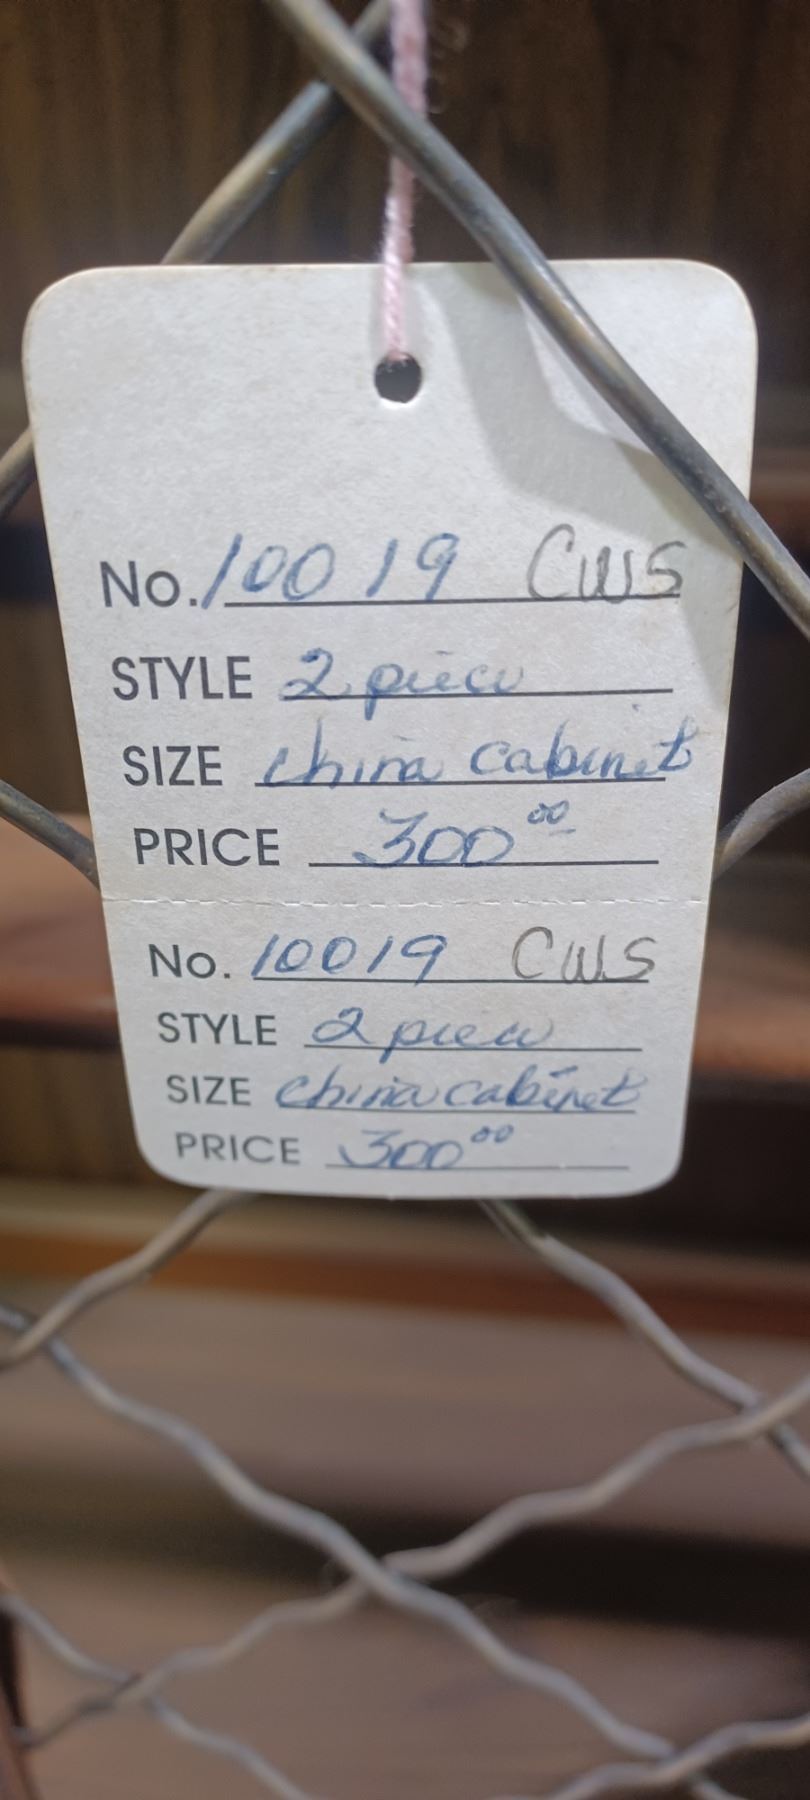 No. 10019 CWS
STYLE 2 piece
SIZE china cabinet
PRICE 300 00
No. 10019 CWS
STYLE 2 piece
SIZE china cabinet
PRICE 300 00